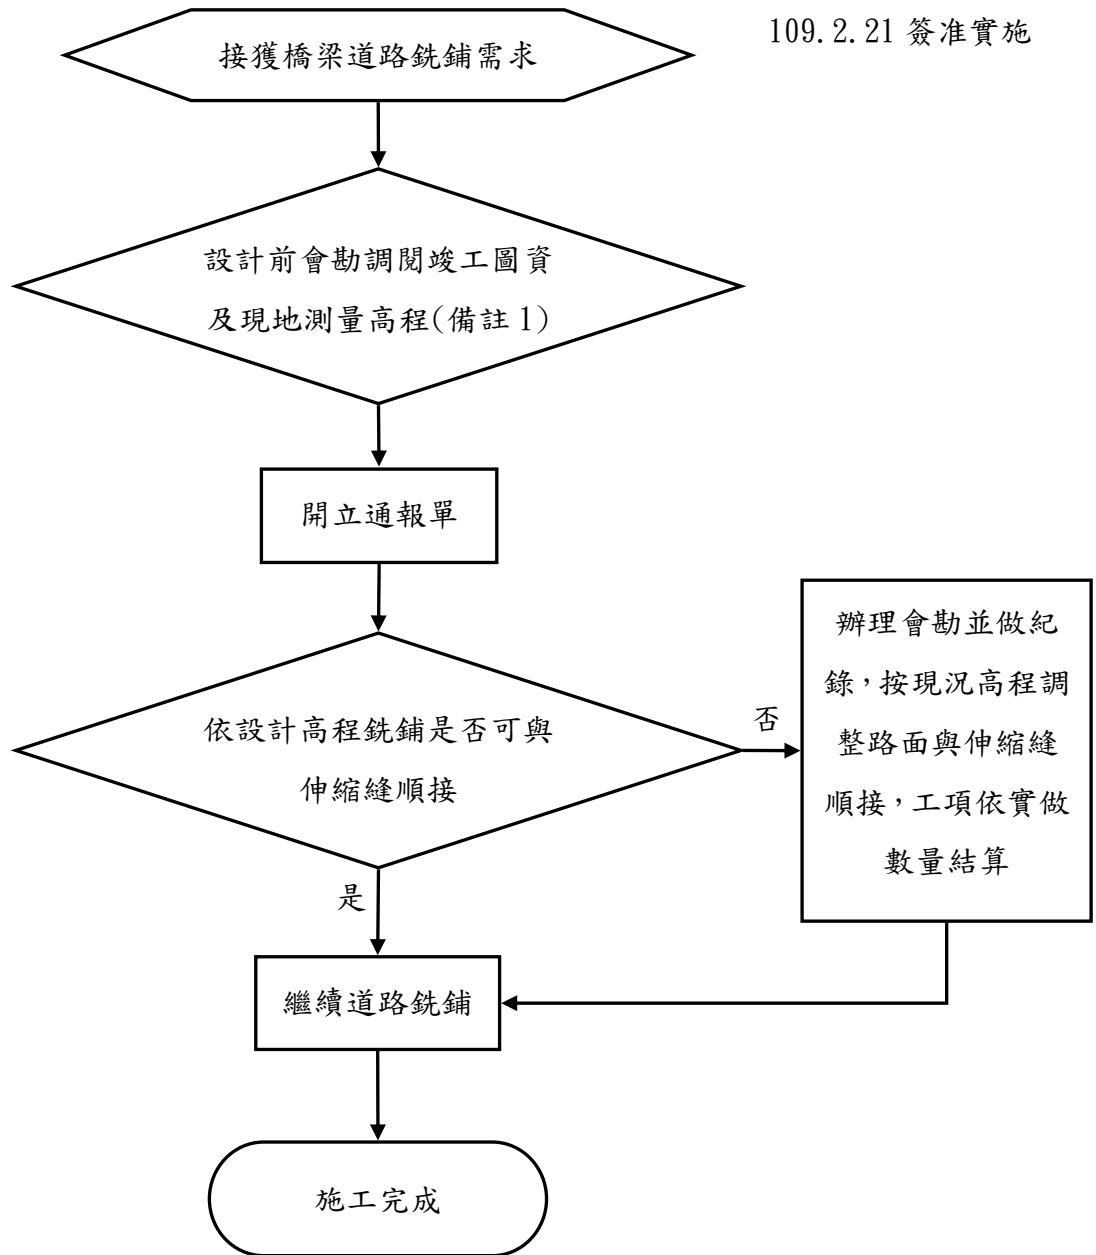 109.2.21 簽准實施
接獲橋梁道路銑鋪需求
設計前會勘調閱竣工圖資
及現地測量高程(備註 1)
開立通報單
依設計高程銑鋪是否可與
伸縮縫順接
否
辦理會勘並做紀
錄，按現況高程調
整路面與伸縮縫
順接，工項依實做
數量結算
是
繼續道路銑鋪
施工完成